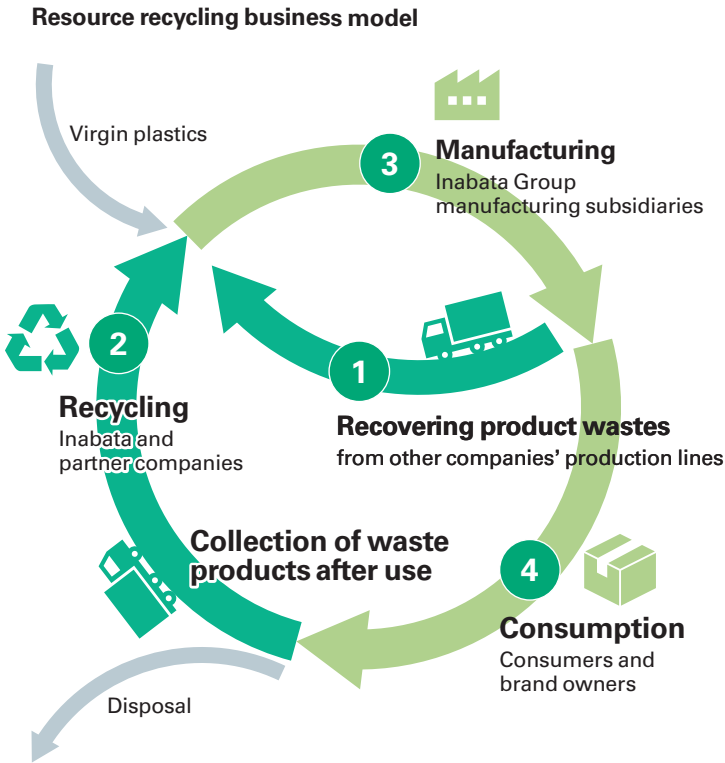 Resource recycling business model
Virgin plastics
3
Manufacturing
Inabata Group
manufacturing subsidiaries
2
Recycling
Inabata and
partner companies
1
Recovering product wastes
from other companies’ production lines
Collection of waste
products after use
4
Consumption
Consumers and
brand owners
Disposal